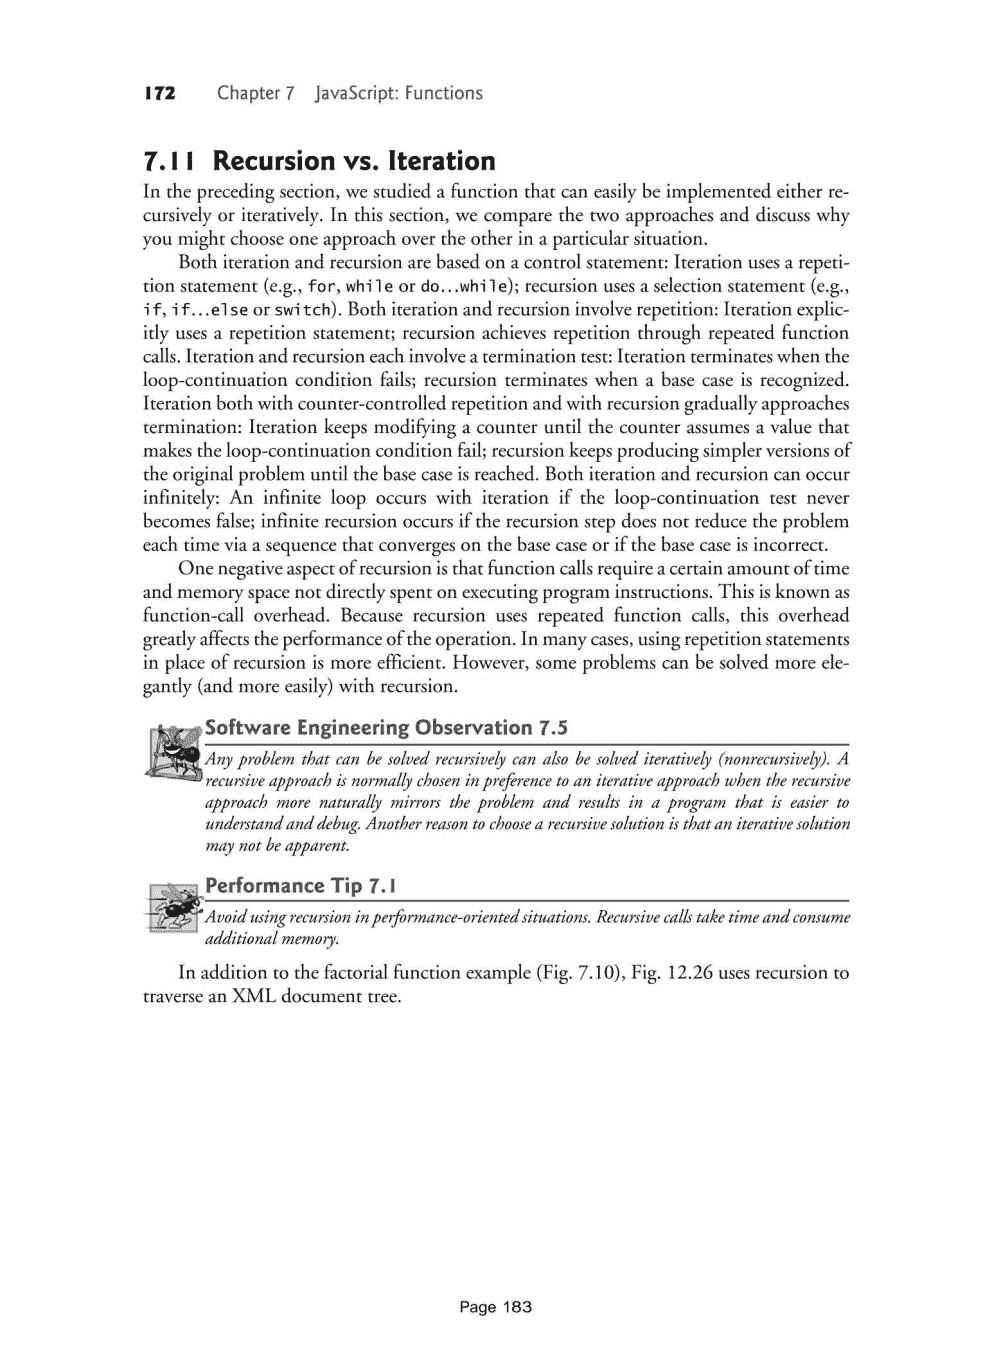 172 Chapter 7 JavaScript: Functions
7.11 Recursion vs. Iteration
In the preceding section, we studied a function that can easily be implemented either re-
cursively or iteratively. In this section, we compare the two approaches and discuss why
you might choose one approach over the other in a particular situation.
Both iteration and recursion are based on a control statement: Iteration uses a repeti-
tion statement (e.g., for, while or do...while); recursion uses a selection statement (e.g.,
if, if...else or switch). Both iteration and recursion involve repetition: Iteration explic-
itly uses a repetition statement; recursion achieves repetition through repeated function
calls. Iteration and recursion each involve a termination test: Iteration terminates when the
loop-continuation condition fails; recursion terminates when a base case is recognized.
Iteration both with counter-controlled repetition and with recursion gradually approaches
termination: Iteration keeps modifying a counter until the counter assumes a value that
makes the loop-continuation condition fail; recursion keeps producing simpler versions of
the original problem until the base case is reached. Both iteration and recursion can occur
infinitely: An infinite loop occurs with iteration if the loop-continuation test never
becomes false; infinite recursion occurs if the recursion step does not reduce the problem
each time via a sequence that converges on the base case or if the base case is incorrect.
One negative aspect of recursion is that function calls require a certain amount of time
and memory space not directly spent on executing program instructions. This is known as
function-call overhead. Because recursion uses repeated function calls, this overhead
greatly affects the performance of the operation. In many cases, using repetition statements
in place of recursion is more efficient. However, some problems can be solved more ele-
gantly (and more easily) with recursion.
Software Engineering Observation 7.5
Any problem that can be solved recursively can also be solved iteratively (nonrecursively). A
recursive approach is normally chosen in preference to an iterative approach when the recursive
approach more naturally mirrors the problem and results in a program that is easier to
understand and debug. Another reason to choose a recursive solution is that an iterative solution
may not be apparent.
Performance Tip 7.1
Avoid using recursion in performance-oriented situations. Recursive calls take time and consume
additional memory.
In addition to the factorial function example (Fig. 7.10), Fig. 12.26 uses recursion to
traverse an XML document tree.
Page 183